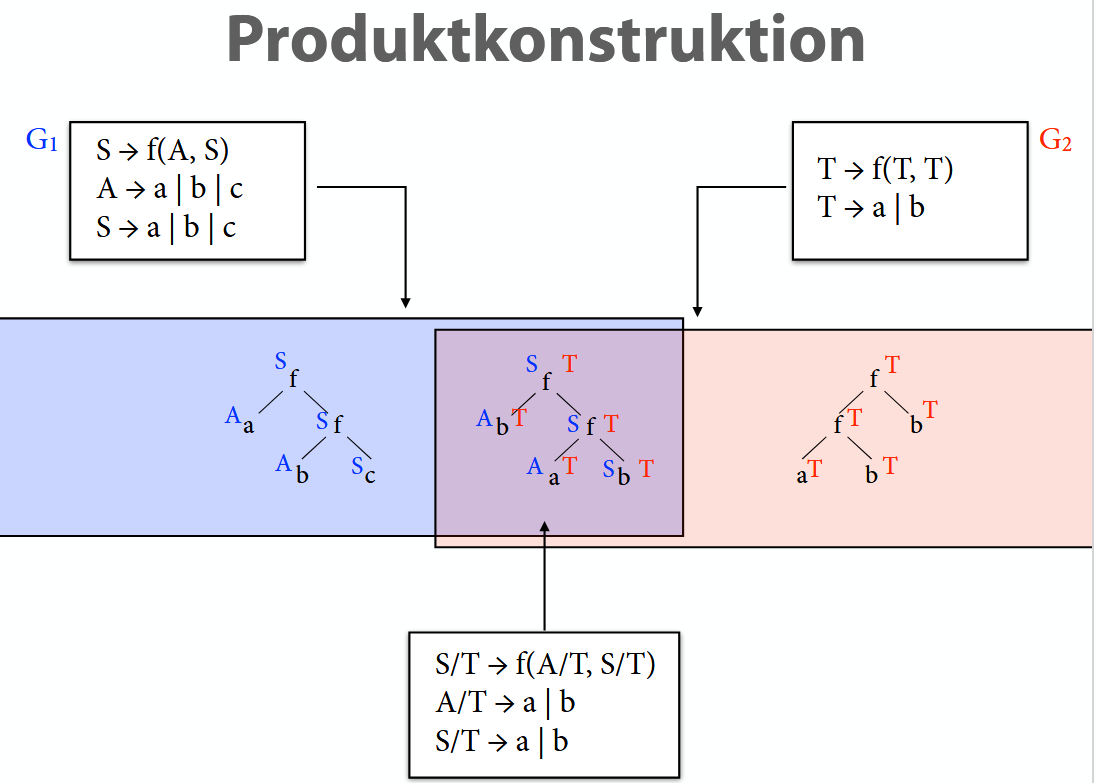 Produktkonstruktion
G₁
S → f(A, S)
A → a | b | c
S → a | b | c
T → f(T, T)
T → a | b
G₂
S
f
A a S f
A b S c
S T
f
A b T S f T
A a T S b T
T
f
f T b T
a T b T
S/T → f(A/T, S/T)
A/T → a | b
S/T → a | b